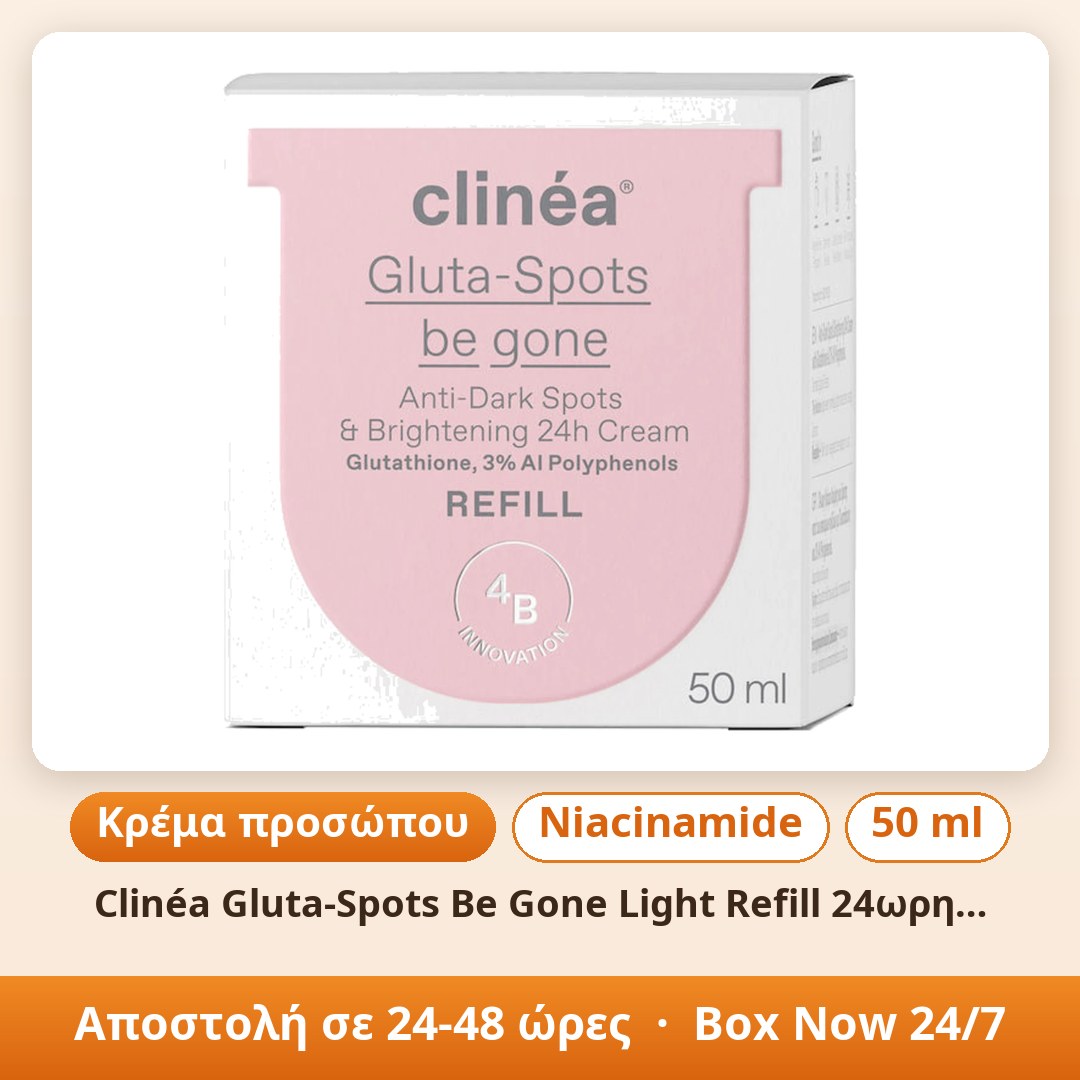 clinéa®
Gluta-Spots
be gone
Anti-Dark Spots
& Brightening 24h Cream
Glutathione, 3% AI Polyphenols
REFILL
4B
INNOVATION
50 ml
Κρέμα προσώπου
Niacinamide
50 ml
Clinéa Gluta-Spots Be Gone Light Refill 24ωρη...
Αποστολή σε 24-48 ώρες · Box Now 24/7